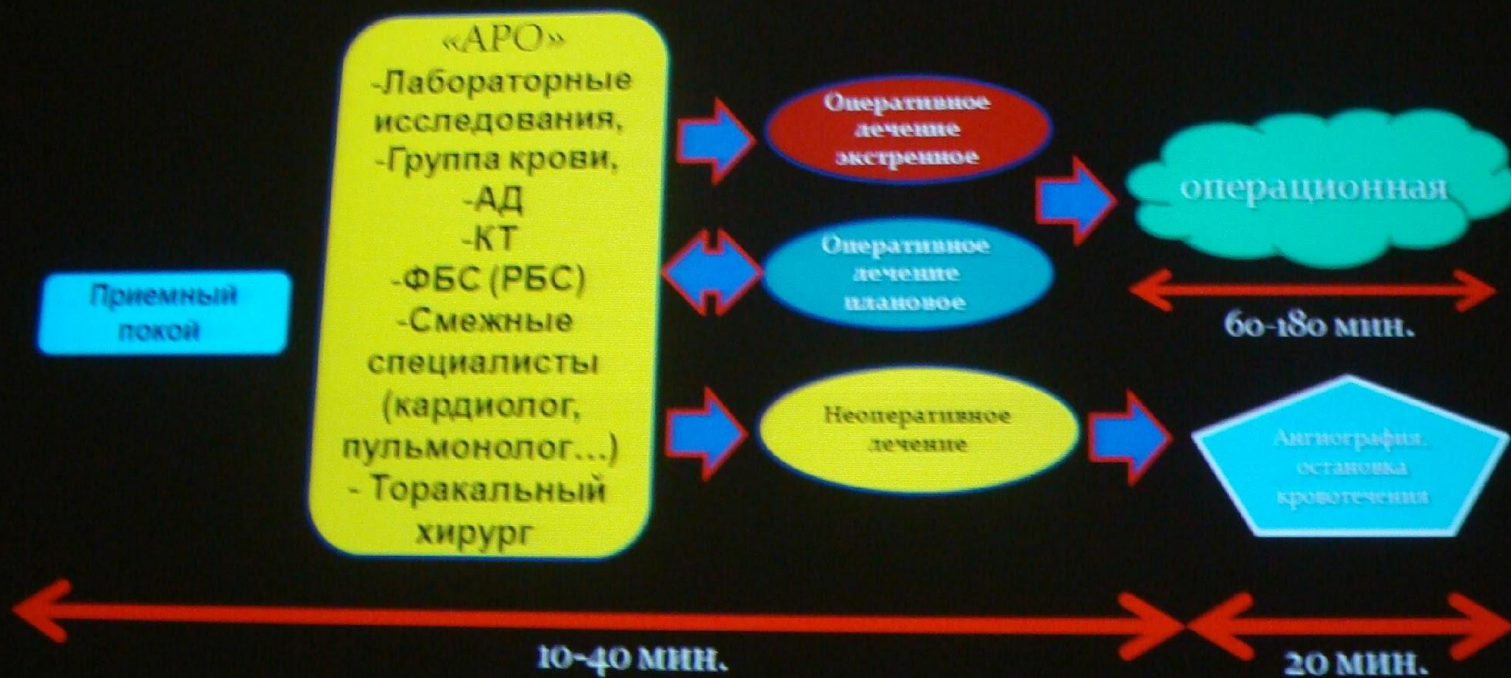 Приемный
покой
«АРО»
-Лабораторные
исследования,
-Группа крови,
-АД
-КТ
-ФБС (РБС)
-Смежные
специалисты
(кардиолог,
пульмонолог...)
- Торакальный
хирург
Оперативное
лечение
экстренное
Оперативное
лечение
плановое
Неоперативное
лечение
операционная
60-180 мин.
Ангиография,
остановка
кровотечения
10-40 мин.
20 мин.